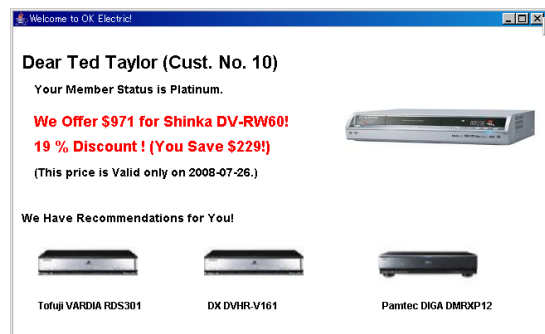 Welcome to OK Electric!
Dear Ted Taylor (Cust. No. 10)
Your Member Status is Platinum.
We Offer $971 for Shinka DV-RW60!
19 % Discount ! (You Save $229!)
(This price is Valid only on 2008-07-26.)
We Have Recommendations for You!
Tofuji VARDIA RDS301
DX DVHR-V161
Pamtec DIGA DMRXP12